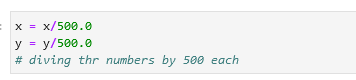 x = x/500.0
y = y/500.0
# diving thr numbers by 500 each